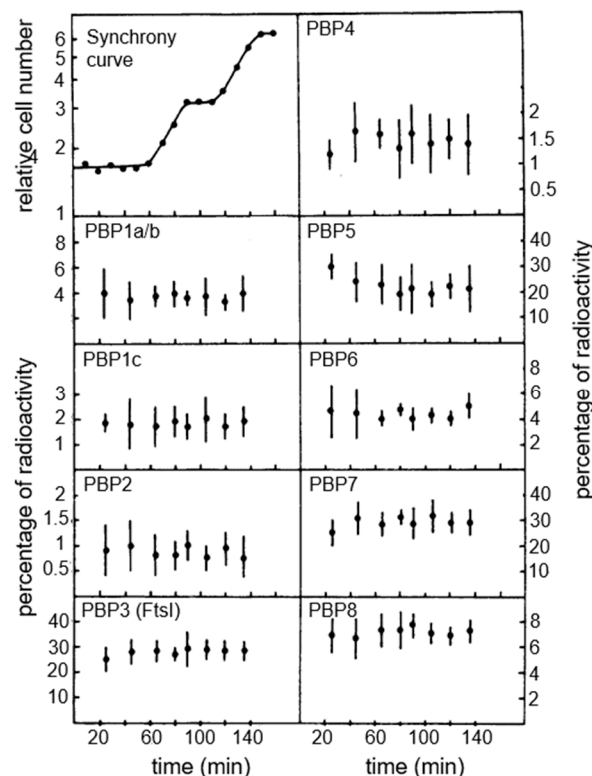 relative cell number
6
5
4
3
2
1
Synchrony
curve
PBP4
2
1.5
1
0.5
PBP1a/b
8
6
4
PBP5
40
30
20
10
percentage of radioactivity
PBP1c
3
2
1
PBP6
8
6
4
2
percentage of radioactivity
PBP2
2
1.5
1
0.5
PBP7
40
30
20
10
PBP3 (FtsI)
40
30
20
10
PBP8
8
6
4
2
20 60 100 140
time (min)
20 60 100 140
time (min)